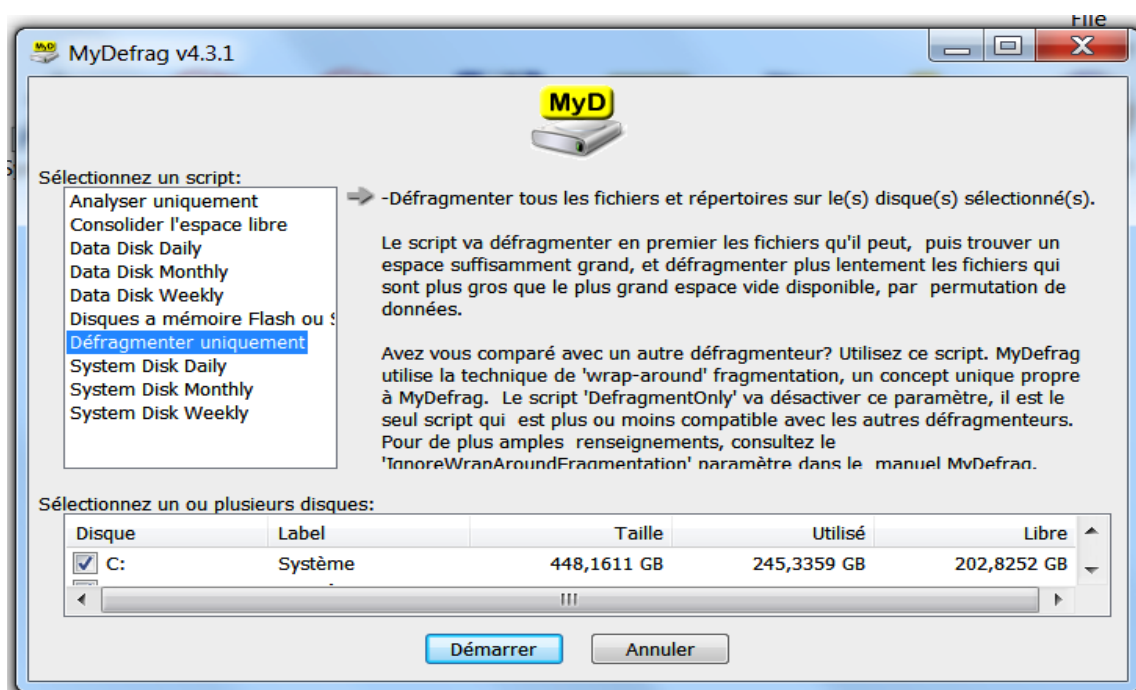 File
MyDefrag v4.3.1
MyD
Sélectionnez un script:
Analyser uniquement
Consolider l'espace libre
Data Disk Daily
Data Disk Monthly
Data Disk Weekly
Disques a mémoire Flash ou
Défragmenter uniquement
System Disk Daily
System Disk Monthly
System Disk Weekly
-Défragmenter tous les fichiers et répertoires sur le(s) disque(s) sélectionné(s).
Le script va défragmenter en premier les fichiers qu'il peut, puis trouver un
espace suffisamment grand, et défragmenter plus lentement les fichiers qui
sont plus gros que le plus grand espace vide disponible, par permutation de
données.
Avez vous comparé avec un autre défragmenteur? Utilisez ce script. MyDefrag
utilise la technique de 'wrap-around' fragmentation, un concept unique propre
à MyDefrag. Le script 'DefragmentOnly' va désactiver ce paramètre, il est le
seul script qui est plus ou moins compatible avec les autres défragmenteurs.
Pour de plus amples renseignements, consultez le
'IgnoreWrapAroundFragmentation' paramètre dans le manuel MyDefrag.
Sélectionnez un ou plusieurs disques:
Disque Label Taille Utilisé Libre
C: Système 448,1611 GB 245,3359 GB 202,8252 GB
Démarrer Annuler